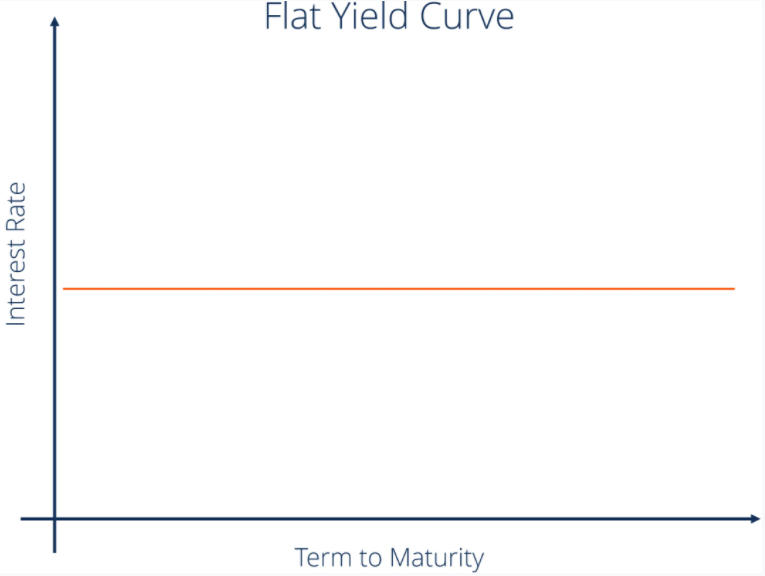 Flat Yield Curve
Interest Rate
Term to Maturity